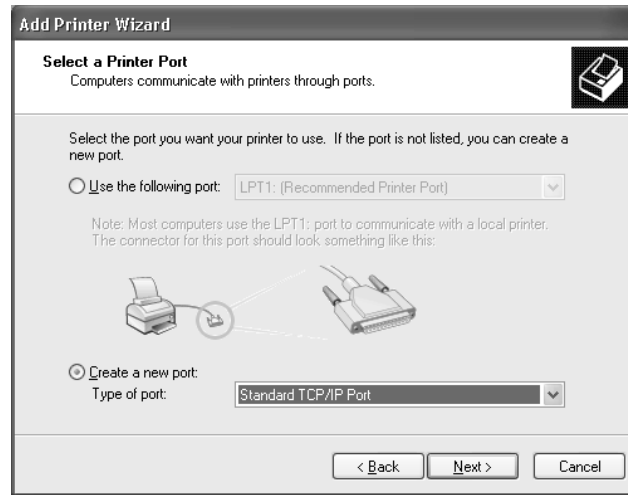 Add Printer Wizard
Select a Printer Port
Computers communicate with printers through ports.
Select the port you want your printer to use. If the port is not listed, you can create a
new port.
Use the following port: LPT1: (Recommended Printer Port)
Note: Most computers use the LPT1: port to communicate with a local printer.
The connector for this port should look something like this:
Create a new port:
Type of port: Standard TCP/IP Port
< Back Next > Cancel